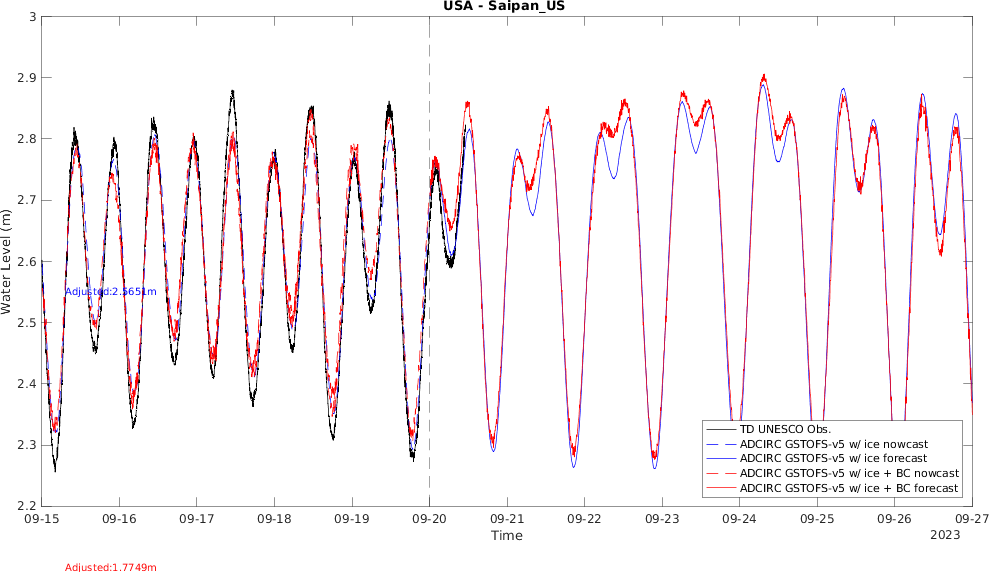 USA - Saipan_US
3
2.9
2.8
2.7
2.6
2.5
2.4
2.3
2.2
Water Level (m)
Adjusted:2.5651m
TD UNESCO Obs.
ADCIRC GSTOFS-v5 w/ ice nowcast
ADCIRC GSTOFS-v5 w/ ice forecast
ADCIRC GSTOFS-v5 w/ ice + BC nowcast
ADCIRC GSTOFS-v5 w/ ice + BC forecast
09-15 09-16 09-17 09-18 09-19 09-20 09-21 09-22 09-23 09-24 09-25 09-26 09-27
Time
2023
Adjusted:1.7749m